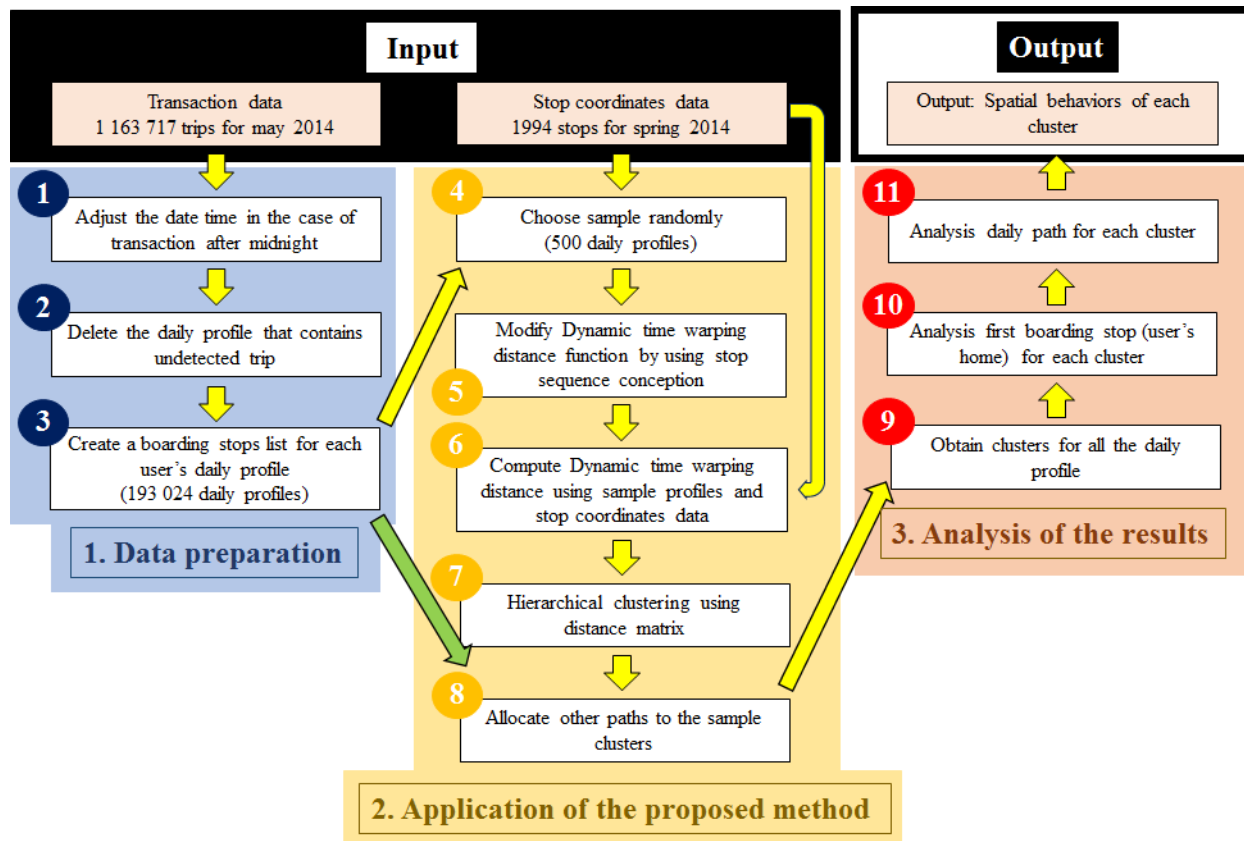 Input
Transaction data
1 163 717 trips for may 2014
Stop coordinates data
1994 stops for spring 2014
1
Adjust the date time in the case of
transaction after midnight
2
Delete the daily profile that contains
undetected trip
3
Create a boarding stops list for each
user's daily profile
(193 024 daily profiles)
1. Data preparation
4
Choose sample randomly
(500 daily profiles)
5
Modify Dynamic time warping
distance function by using stop
sequence conception
6
Compute Dynamic time warping
distance using sample profiles and
stop coordinates data
7
Hierarchical clustering using
distance matrix
8
Allocate other paths to the sample
clusters
2. Application of the proposed method
Output
Output: Spatial behaviors of each
cluster
11
Analysis daily path for each cluster
10
Analysis first boarding stop (user's
home) for each cluster
9
Obtain clusters for all the daily
profile
3. Analysis of the results